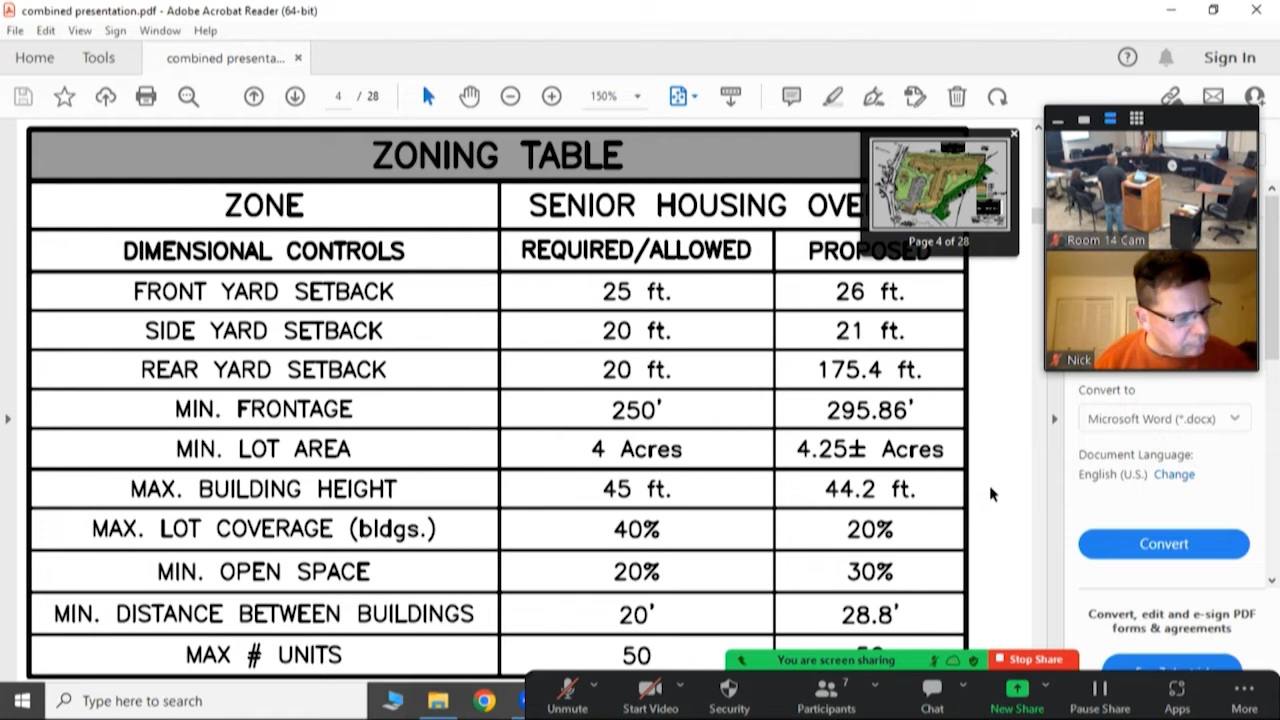 combined presentation.pdf - Adobe Acrobat Reader (64-bit)
File Edit View Sign Window Help
Home Tools combined presenta... Sign In
4 / 28 150%
ZONING TABLE
ZONE SENIOR HOUSING OVE
DIMENSIONAL CONTROLS REQUIRED/ALLOWED PROPOSED
FRONT YARD SETBACK 25 ft. 26 ft.
SIDE YARD SETBACK 20 ft. 21 ft.
REAR YARD SETBACK 20 ft. 175.4 ft.
MIN. FRONTAGE 250' 295.86'
MIN. LOT AREA 4 Acres 4.25± Acres
MAX. BUILDING HEIGHT 45 ft. 44.2 ft.
MAX. LOT COVERAGE (bldgs.) 40% 20%
MIN. OPEN SPACE 20% 30%
MIN. DISTANCE BETWEEN BUILDINGS 20' 28.8'
MAX # UNITS 50
Page 4 of 28
Room 14 Cam
Nick
Convert to
Microsoft Word (*.docx)
Document Language:
English (U.S.) Change
Convert
Convert, edit and e-sign PDF
forms & agreements
You are screen sharing Stop Share
Type here to search
Unmute Start Video Security Participants 7 Chat New Share Pause Share Apps More